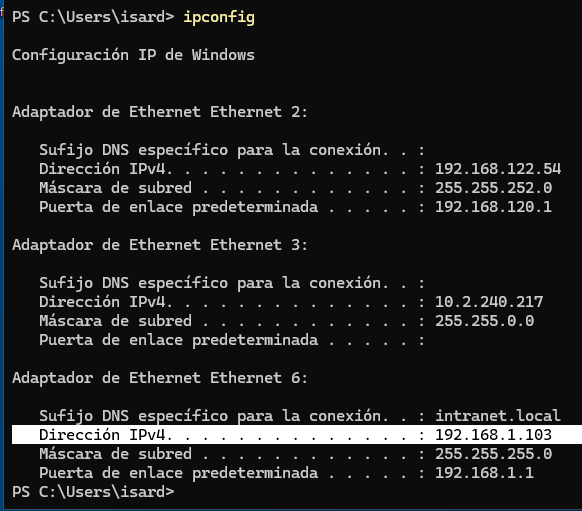 f
PS C:\Users\isard> ipconfig
Configuración IP de Windows
Adaptador de Ethernet Ethernet 2:
Sufijo DNS específico para la conexión. . :
Dirección IPv4. . . . . . . . . . . . . . : 192.168.122.54
Máscara de subred . . . . . . . . . . . . : 255.255.252.0
Puerta de enlace predeterminada . . . . . : 192.168.120.1
Adaptador de Ethernet Ethernet 3:
Sufijo DNS específico para la conexión. . :
Dirección IPv4. . . . . . . . . . . . . . : 10.2.240.217
Máscara de subred . . . . . . . . . . . . : 255.255.0.0
Puerta de enlace predeterminada . . . . . :
Adaptador de Ethernet Ethernet 6:
Sufijo DNS específico para la conexión. . : intranet.local
Dirección IPv4. . . . . . . . . . . . . . : 192.168.1.103
Máscara de subred . . . . . . . . . . . . : 255.255.255.0
Puerta de enlace predeterminada . . . . . : 192.168.1.1
PS C:\Users\isard>